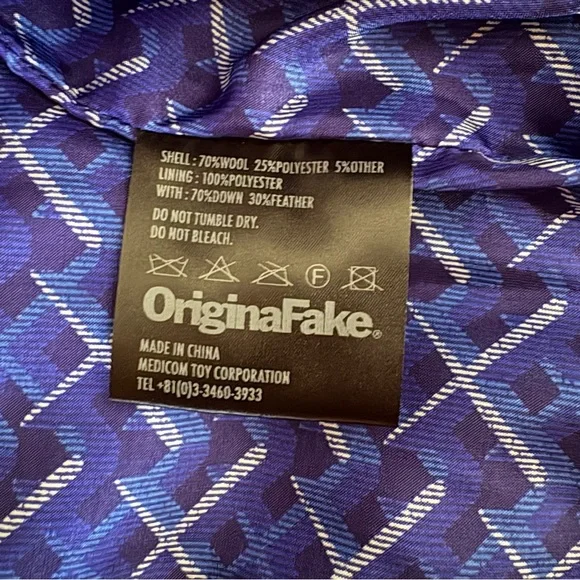 SHELL : 70%WOOL 25%POLYESTER 5%OTHER
LINING : 100%POLYESTER
WITH : 70%DOWN 30%FEATHER
DO NOT TUMBLE DRY.
DO NOT BLEACH.
F
OriginalFake®
MADE IN CHINA
MEDICOM TOY CORPORATION
TEL +81(0)3-3460-3933